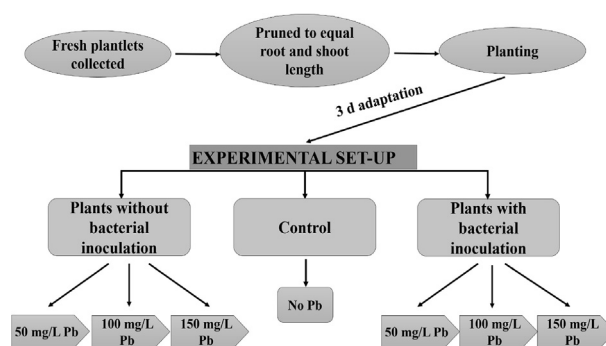 Fresh plantlets
collected
Pruned to equal
root and shoot
length
Planting
3 d adaptation
EXPERIMENTAL SET-UP
Plants without
bacterial
inoculation
Control
Plants with
bacterial
inoculation
No Pb
50 mg/L Pb
100 mg/L
Pb
150 mg/L
Pb
50 mg/L Pb
100 mg/L
Pb
150 mg/L
Pb